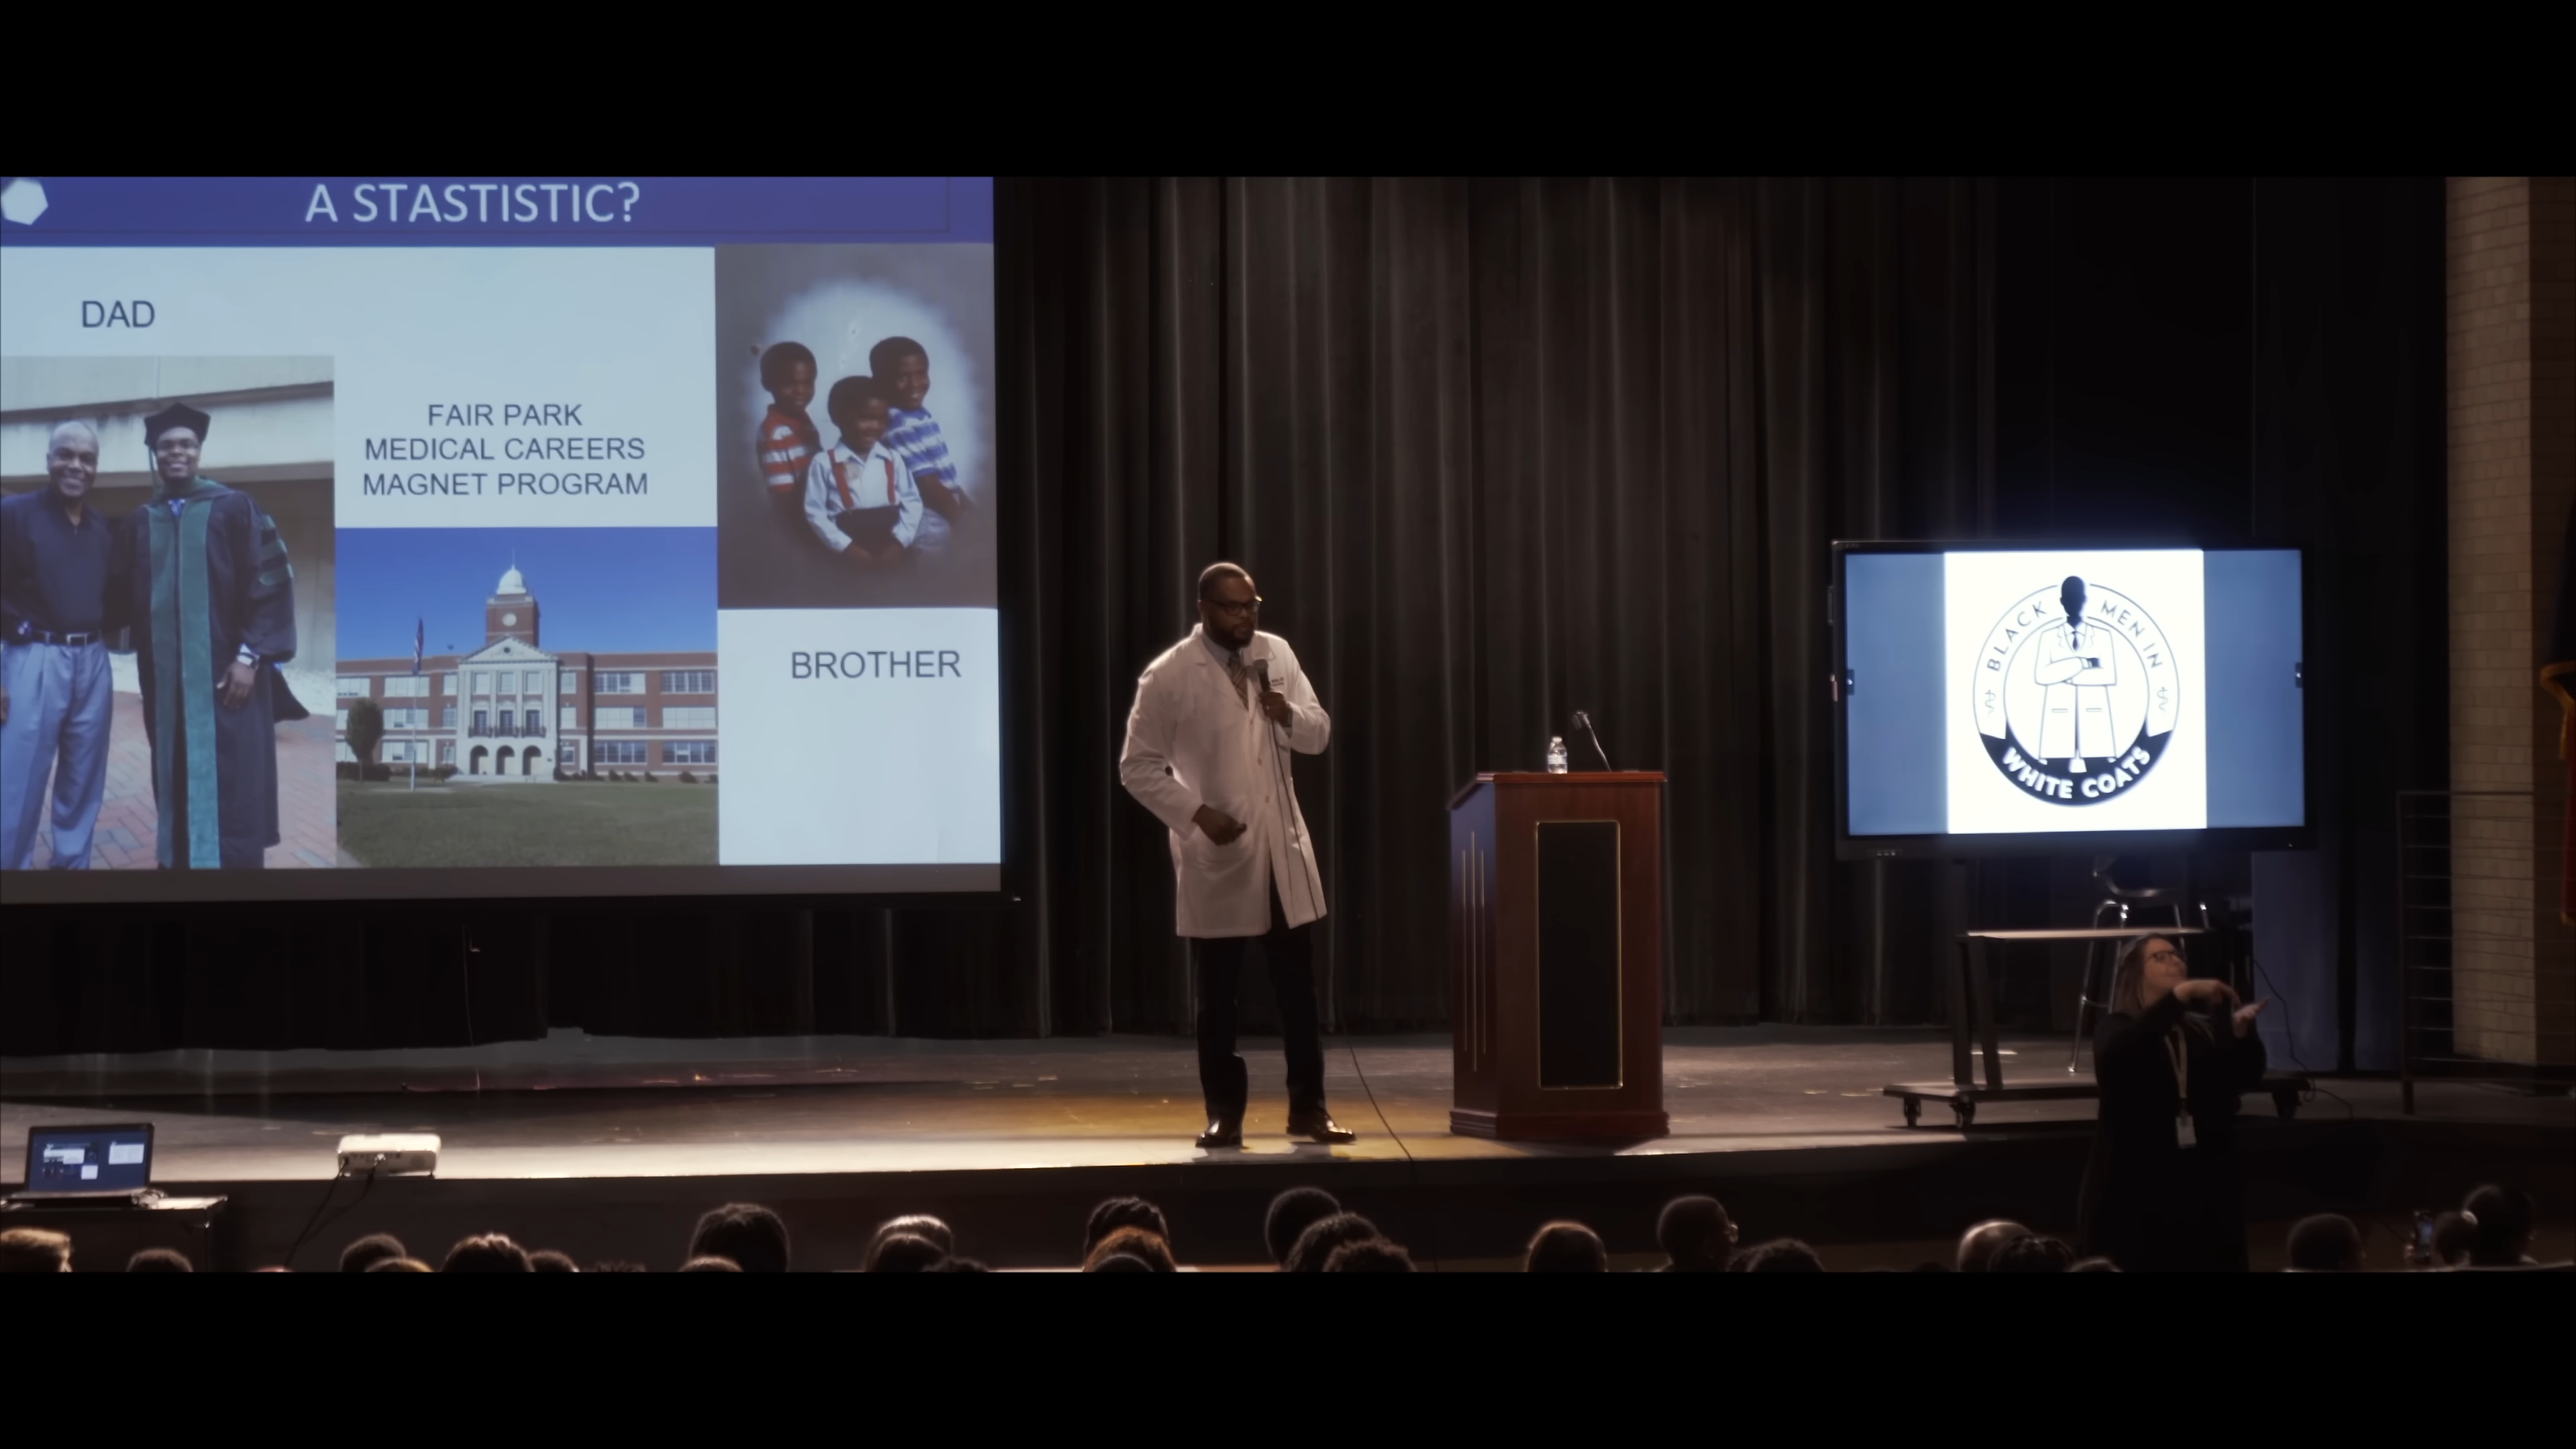 A STASTISTIC?
DAD
FAIR PARK
MEDICAL CAREERS
MAGNET PROGRAM
BROTHER
BLACK MEN IN
WHITE COATS